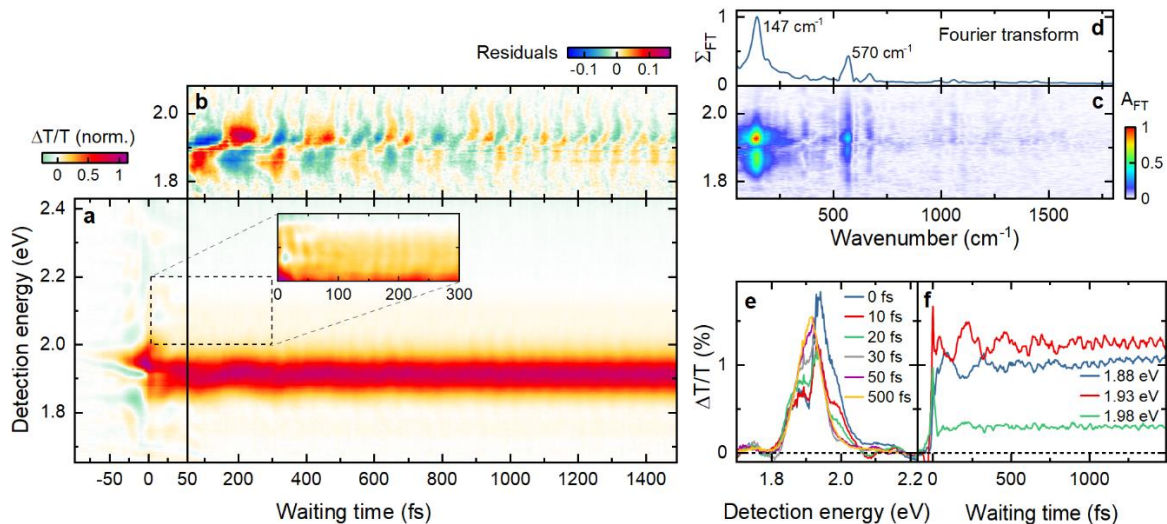 Residuals
-0.1 0 0.1
ΔT/T (norm.)
0 0.5 1
b
2.0
1.8
a
2.4
2.2
2.0
1.8
Detection energy (eV)
0 100 200 300
-50 0 50 200 400 600 800 1000 1200 1400
Waiting time (fs)
Σ_FT
1
0
147 cm⁻¹
570 cm⁻¹
Fourier transform
d
c
2.0
1.8
A_FT
1
0
500 1000 1500
Wavenumber (cm⁻¹)
e
0 fs
10 fs
20 fs
30 fs
50 fs
500 fs
ΔT/T (%)
1
0
1.8 2.0 2.2
Detection energy (eV)
f
1.88 eV
1.93 eV
1.98 eV
0 500 1000
Waiting time (fs)